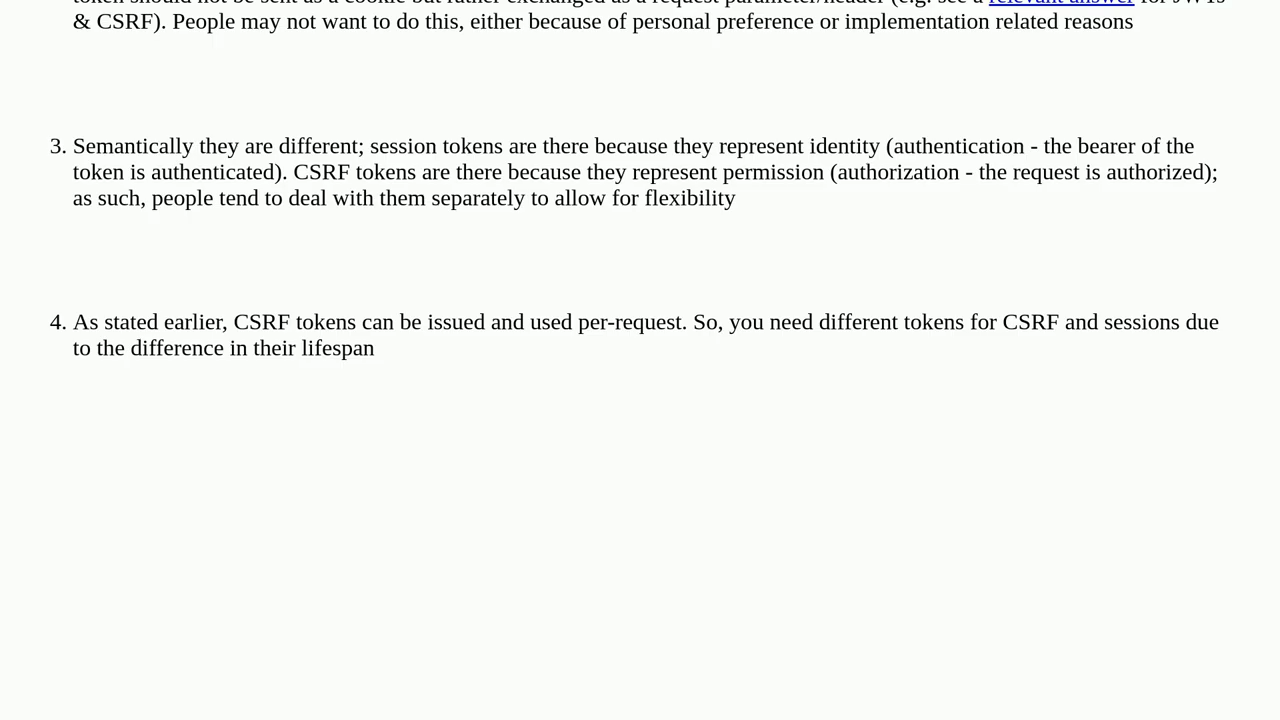 & CSRF). People may not want to do this, either because of personal preference or implementation related reasons
3. Semantically they are different; session tokens are there because they represent identity (authentication - the bearer of the
token is authenticated). CSRF tokens are there because they represent permission (authorization - the request is authorized);
as such, people tend to deal with them separately to allow for flexibility
4. As stated earlier, CSRF tokens can be issued and used per-request. So, you need different tokens for CSRF and sessions due
to the difference in their lifespan